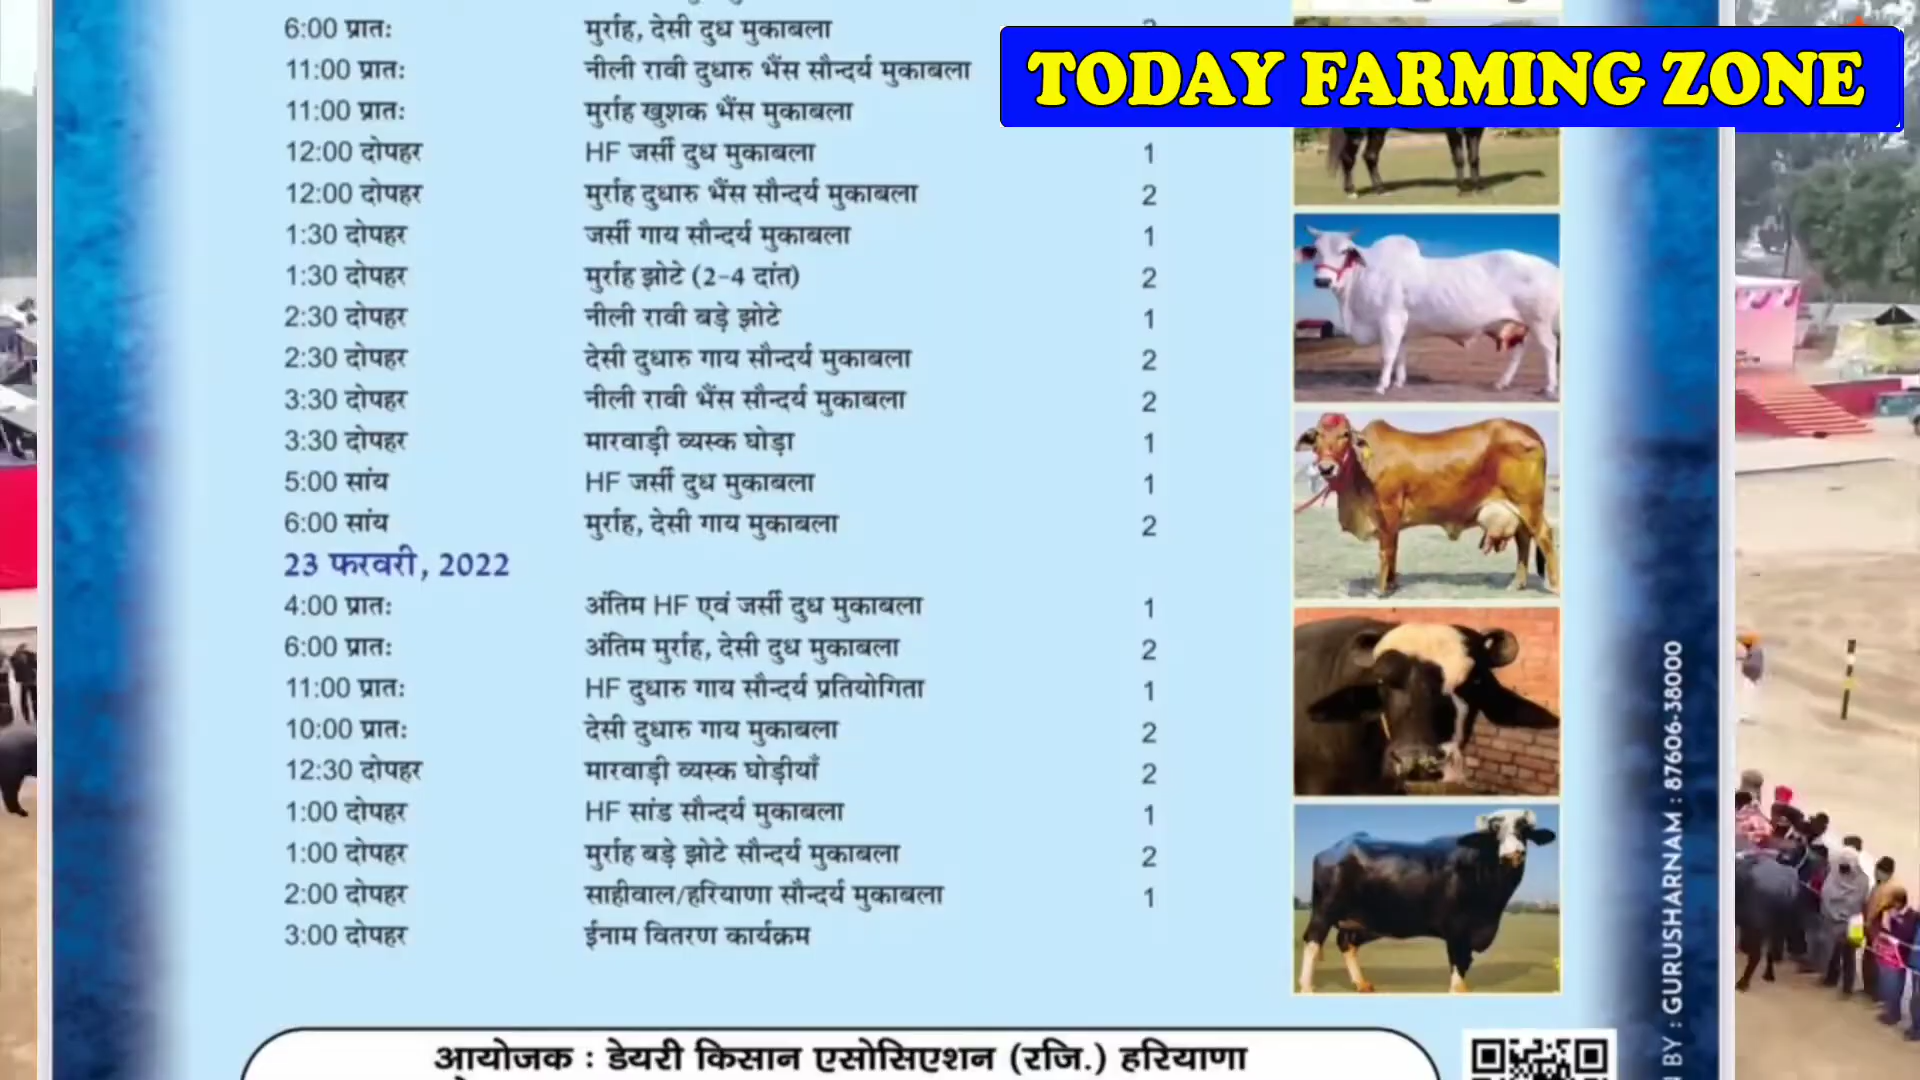 TODAY FARMING ZONE
6:00 प्रातः मुर्राह, देसी दुध मुकाबला
11:00 प्रातः नीली रावी दुधारु भैंस सौन्दर्य मुकाबला
11:00 प्रातः मुर्राह खुशक भैंस मुकाबला
12:00 दोपहर HF जर्सी दुध मुकाबला 1
12:00 दोपहर मुर्राह दुधारु भैंस सौन्दर्य मुकाबला 2
1:30 दोपहर जर्सी गाय सौन्दर्य मुकाबला 1
1:30 दोपहर मुर्राह झोटे (2-4 दांत) 2
2:30 दोपहर नीली रावी बड़े झोटे 1
2:30 दोपहर देसी दुधारु गाय सौन्दर्य मुकाबला 2
3:30 दोपहर नीली रावी भैंस सौन्दर्य मुकाबला 2
3:30 दोपहर मारवाड़ी व्यस्क घोड़ा 1
5:00 सांय HF जर्सी दुध मुकाबला 1
6:00 सांय मुर्राह, देसी गाय मुकाबला 2
23 फरवरी, 2022
4:00 प्रातः अंतिम HF एवं जर्सी दुध मुकाबला 1
6:00 प्रातः अंतिम मुर्राह, देसी दुध मुकाबला 2
11:00 प्रातः HF दुधारु गाय सौन्दर्य प्रतियोगिता 1
10:00 प्रातः देसी दुधारु गाय मुकाबला 2
12:30 दोपहर मारवाड़ी व्यस्क घोड़ीयाँ 2
1:00 दोपहर HF सांड सौन्दर्य मुकाबला 1
1:00 दोपहर मुर्राह बड़े झोटे सौन्दर्य मुकाबला 2
2:00 दोपहर साहीवाल/हरियाणा सौन्दर्य मुकाबला 1
3:00 दोपहर ईनाम वितरण कार्यक्रम
आयोजक : डेयरी किसान एसोसिएशन (रजि.) हरियाणा
BY : GURUSHARNAM : 87606-38000